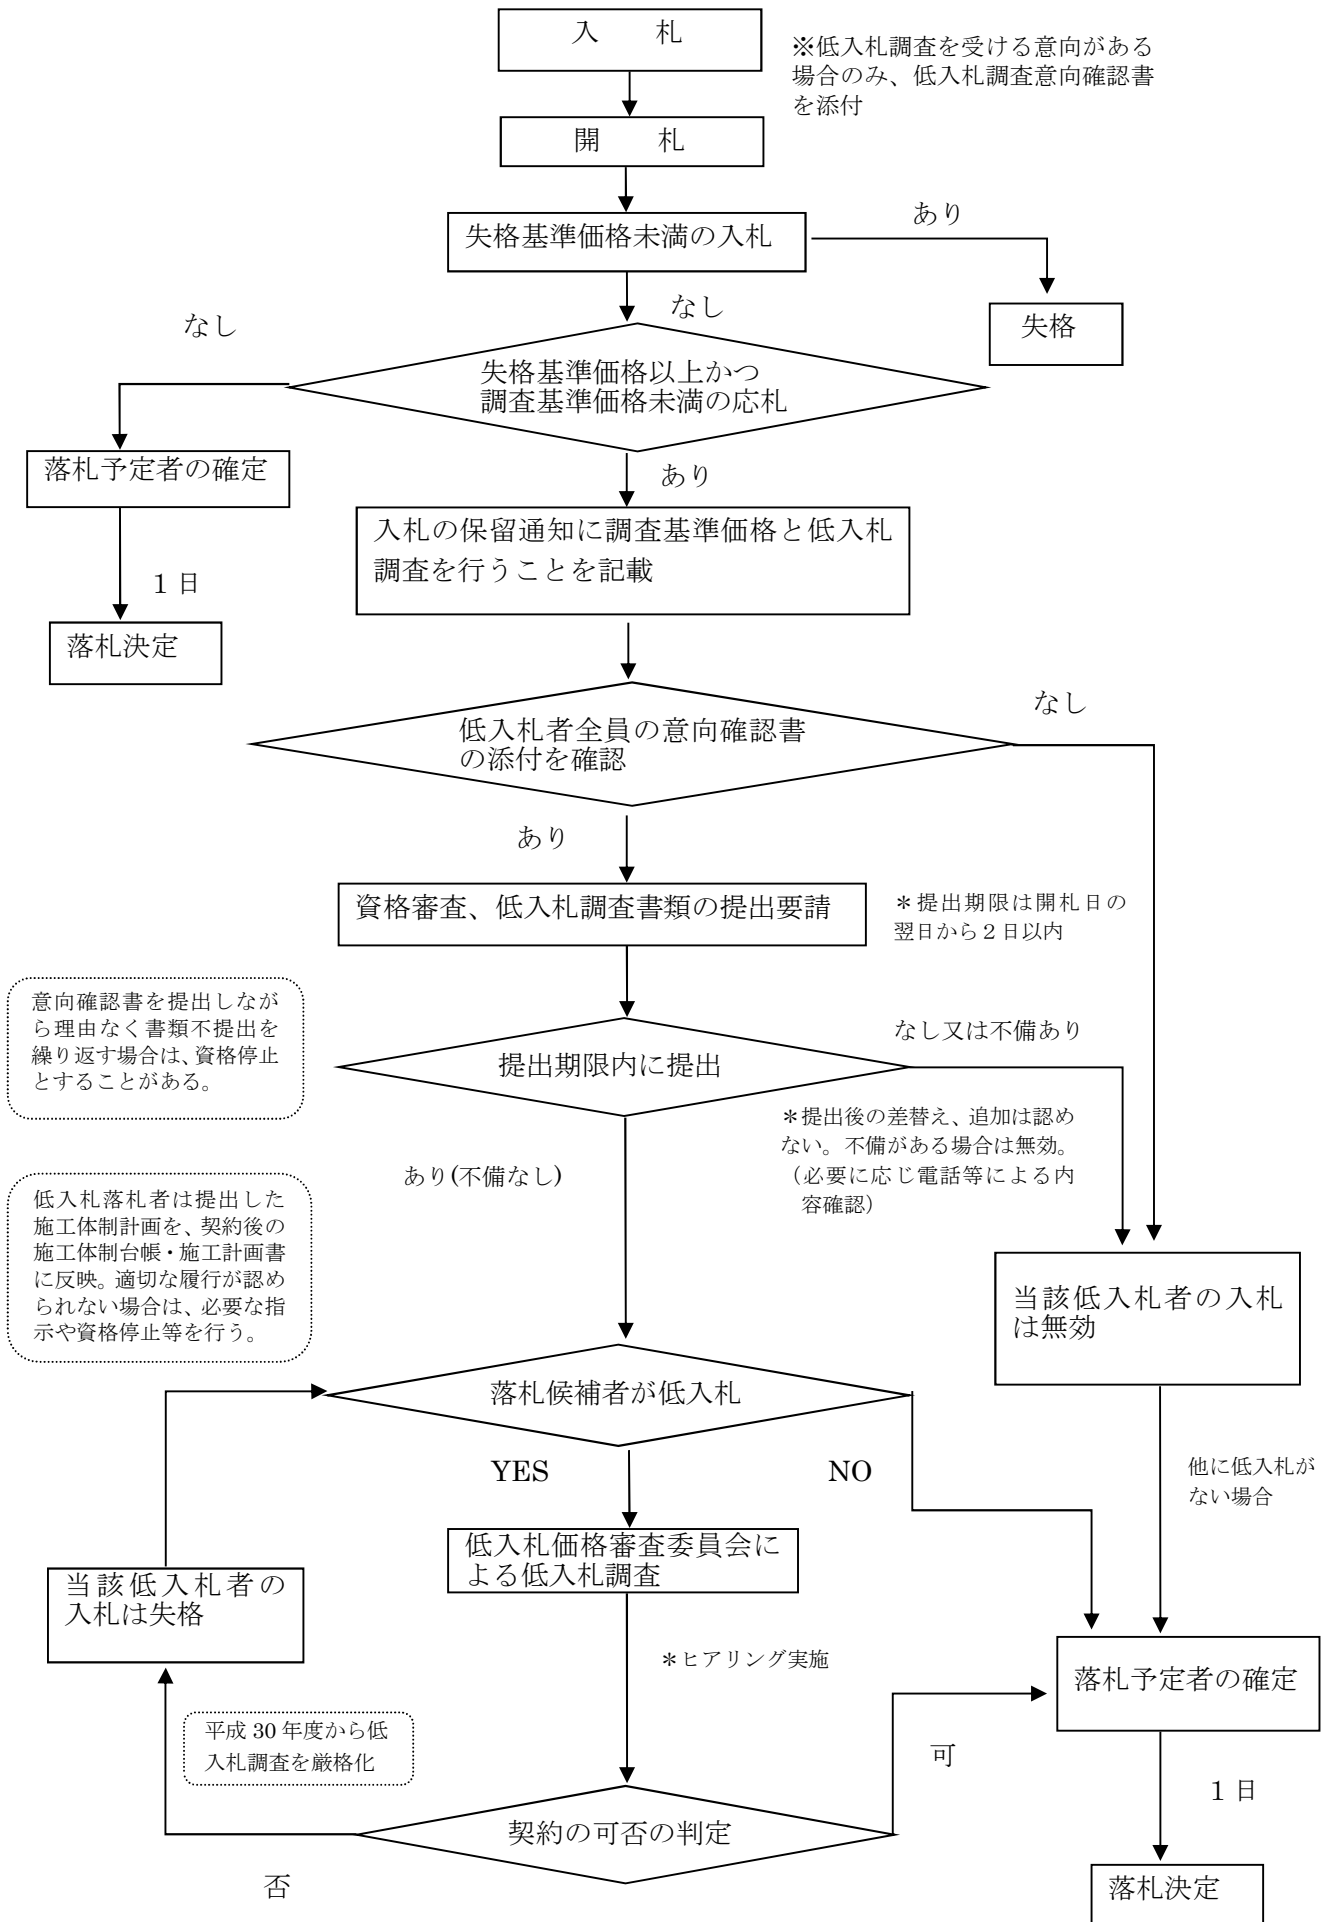 入　札
※低入札調査を受ける意向がある
場合のみ、低入札調査意向確認書
を添付
開　札
失格基準価格未満の入札
あり
失格
なし
なし
失格基準価格以上かつ
調査基準価格未満の応札
落札予定者の確定
1 日
落札決定
あり
入札の保留通知に調査基準価格と低入札
調査を行うことを記載
低入札者全員の意向確認書
の添付を確認
なし
あり
資格審査、低入札調査書類の提出要請
＊提出期限は開札日の
翌日から２日以内
意向確認書を提出しなが
ら理由なく書類不提出を
繰り返す場合は、資格停止
とすることがある。
提出期限内に提出
なし又は不備あり
＊提出後の差替え、追加は認め
ない。不備がある場合は無効。
（必要に応じ電話等による内
容確認）
あり(不備なし)
低入札落札者は提出した
施工体制計画を、契約後の
施工体制台帳・施工計画書
に反映。適切な履行が認め
られない場合は、必要な指
示や資格停止等を行う。
当該低入札者の入札
は無効
落札候補者が低入札
YES
NO
他に低入札が
ない場合
低入札価格審査委員会に
よる低入札調査
当該低入札者の
入札は失格
＊ヒアリング実施
落札予定者の確定
平成 30 年度から低
入札調査を厳格化
可
1 日
契約の可否の判定
否
落札決定